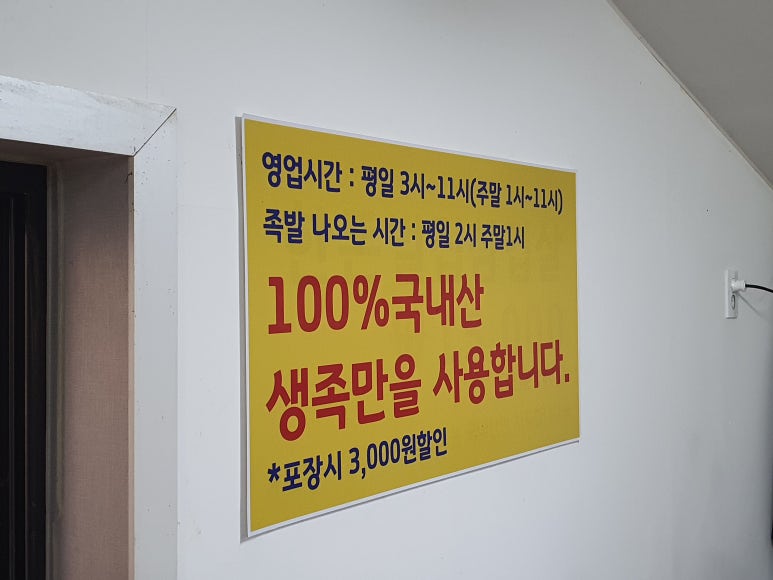 영업시간 : 평일 3시~11시(주말 1시~11시)
족발 나오는 시간 : 평일 2시 주말1시
100%국내산
생족만을 사용합니다.
*포장시 3,000원할인